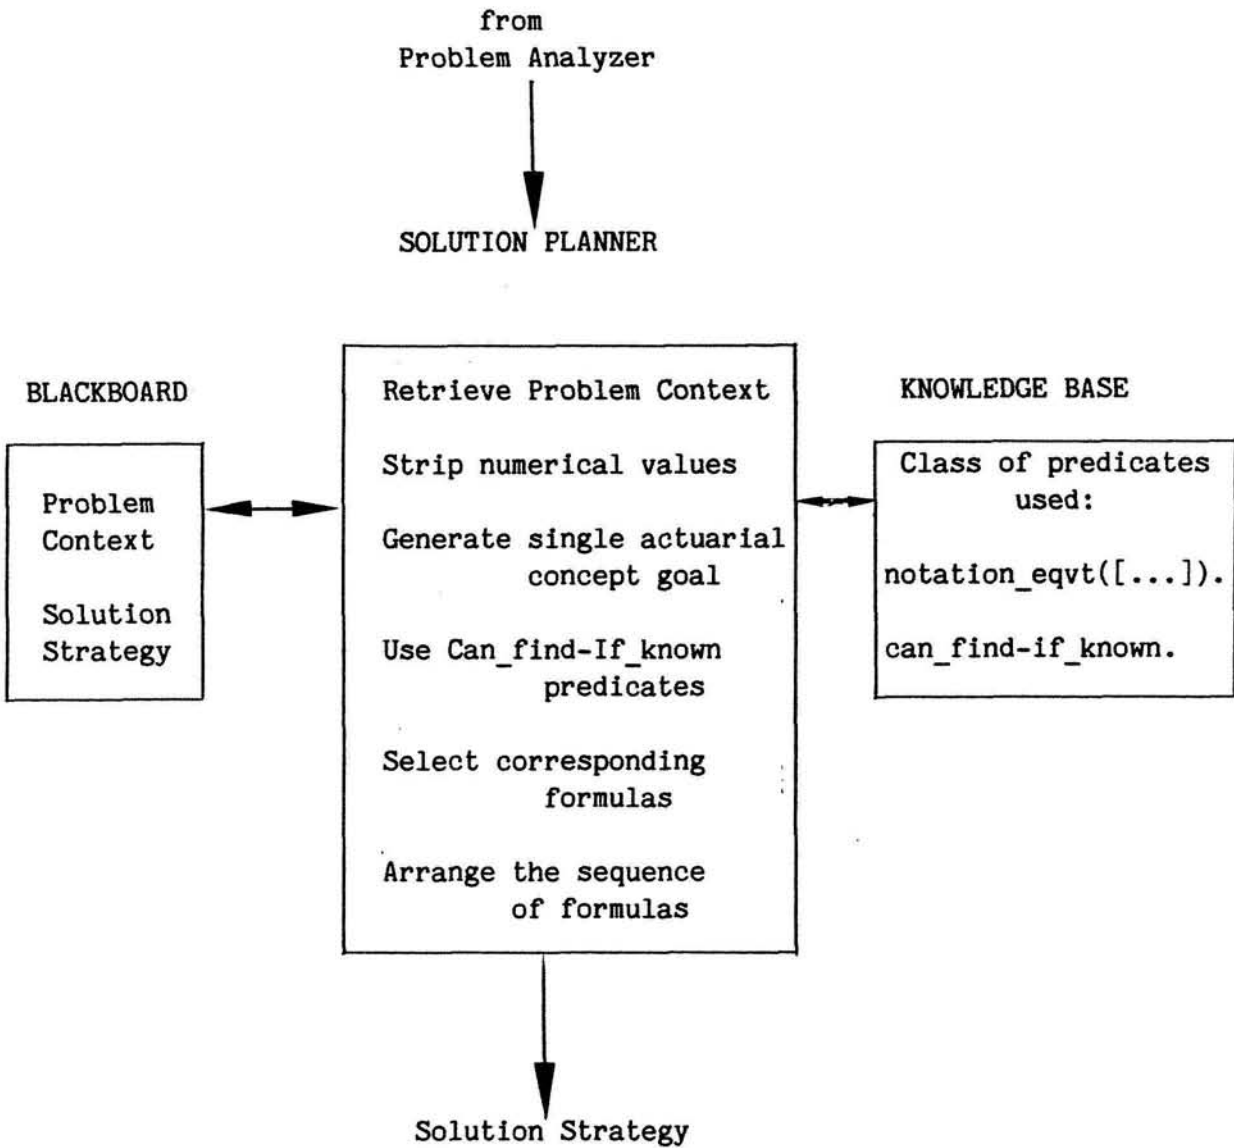 from
Problem Analyzer
SOLUTION PLANNER
BLACKBOARD
Problem
Context
Solution
Strategy
Retrieve Problem Context
Strip numerical values
Generate single actuarial
concept goal
Use Can_find-If_known
predicates
Select corresponding
formulas
Arrange the sequence
of formulas
KNOWLEDGE BASE
Class of predicates
used:
notation_eqvt([...]).
can_find-if_known.
Solution Strategy